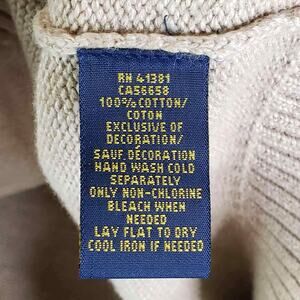 RN 41381
CA56658
100% COTTON/
COTON
EXCLUSIVE OF
DECORATION/
SAUF DÉCORATION
HAND WASH COLD
SEPARATELY
ONLY NON-CHLORINE
BLEACH WHEN
NEEDED
LAY FLAT TO DRY
COOL IRON IF NEEDED